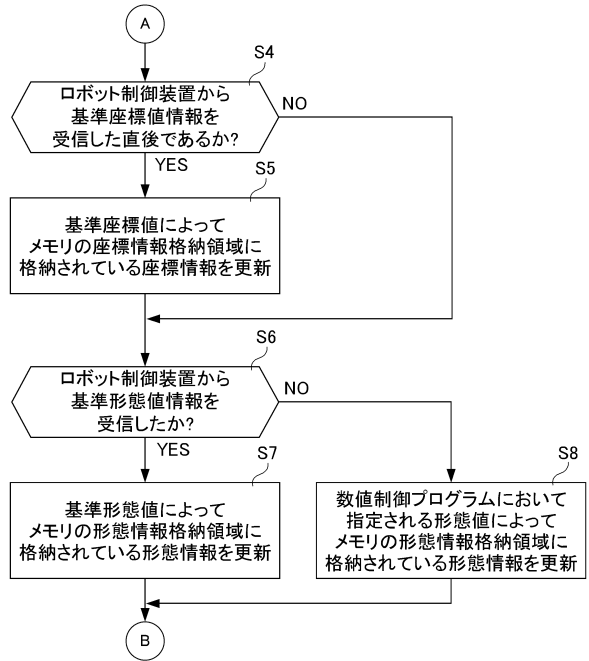 A
S4
ロボット制御装置から
基準座標値情報を
受信した直後であるか?
NO
YES
S5
基準座標値によって
メモリの座標情報格納領域に
格納されている座標情報を更新
S6
ロボット制御装置から
基準形態値情報を
受信したか?
NO
YES
S7
基準形態値によって
メモリの形態情報格納領域に
格納されている形態情報を更新
S8
数値制御プログラムにおいて
指定される形態値によって
メモリの形態情報格納領域に
格納されている形態情報を更新
B